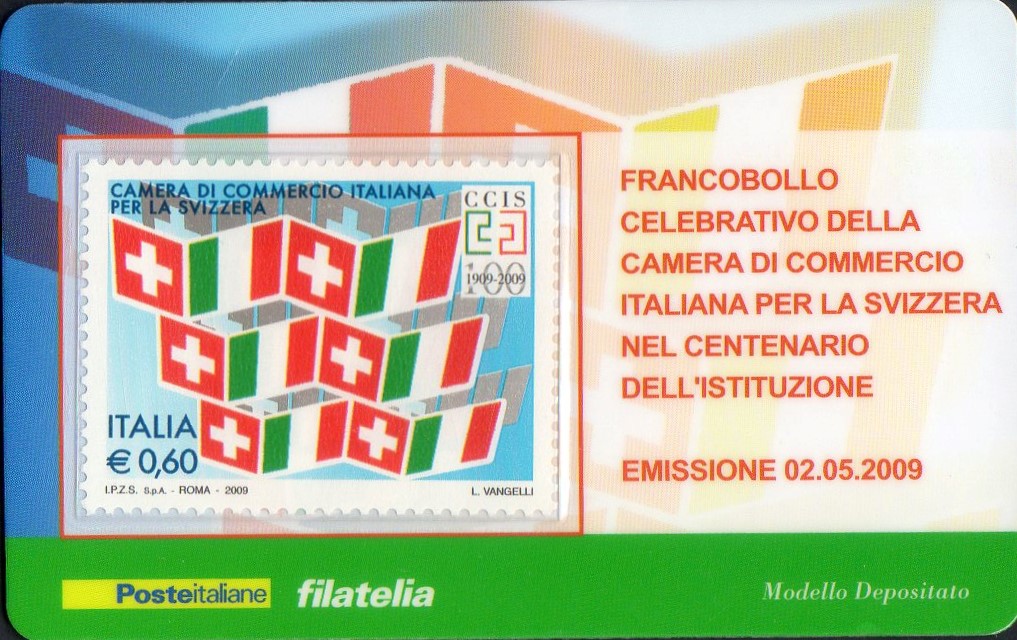 CAMERA DI COMMERCIO ITALIANA
PER LA SVIZZERA
CCIS
100
1909-2009
ITALIA
€ 0,60
I.P.Z.S. S.p.A. - ROMA - 2009
L. VANGELLI
FRANCOBOLLO
CELEBRATIVO DELLA
CAMERA DI COMMERCIO
ITALIANA PER LA SVIZZERA
NEL CENTENARIO
DELL'ISTITUZIONE
EMISSIONE 02.05.2009
Posteitaliane
filatelia
Modello Depositato